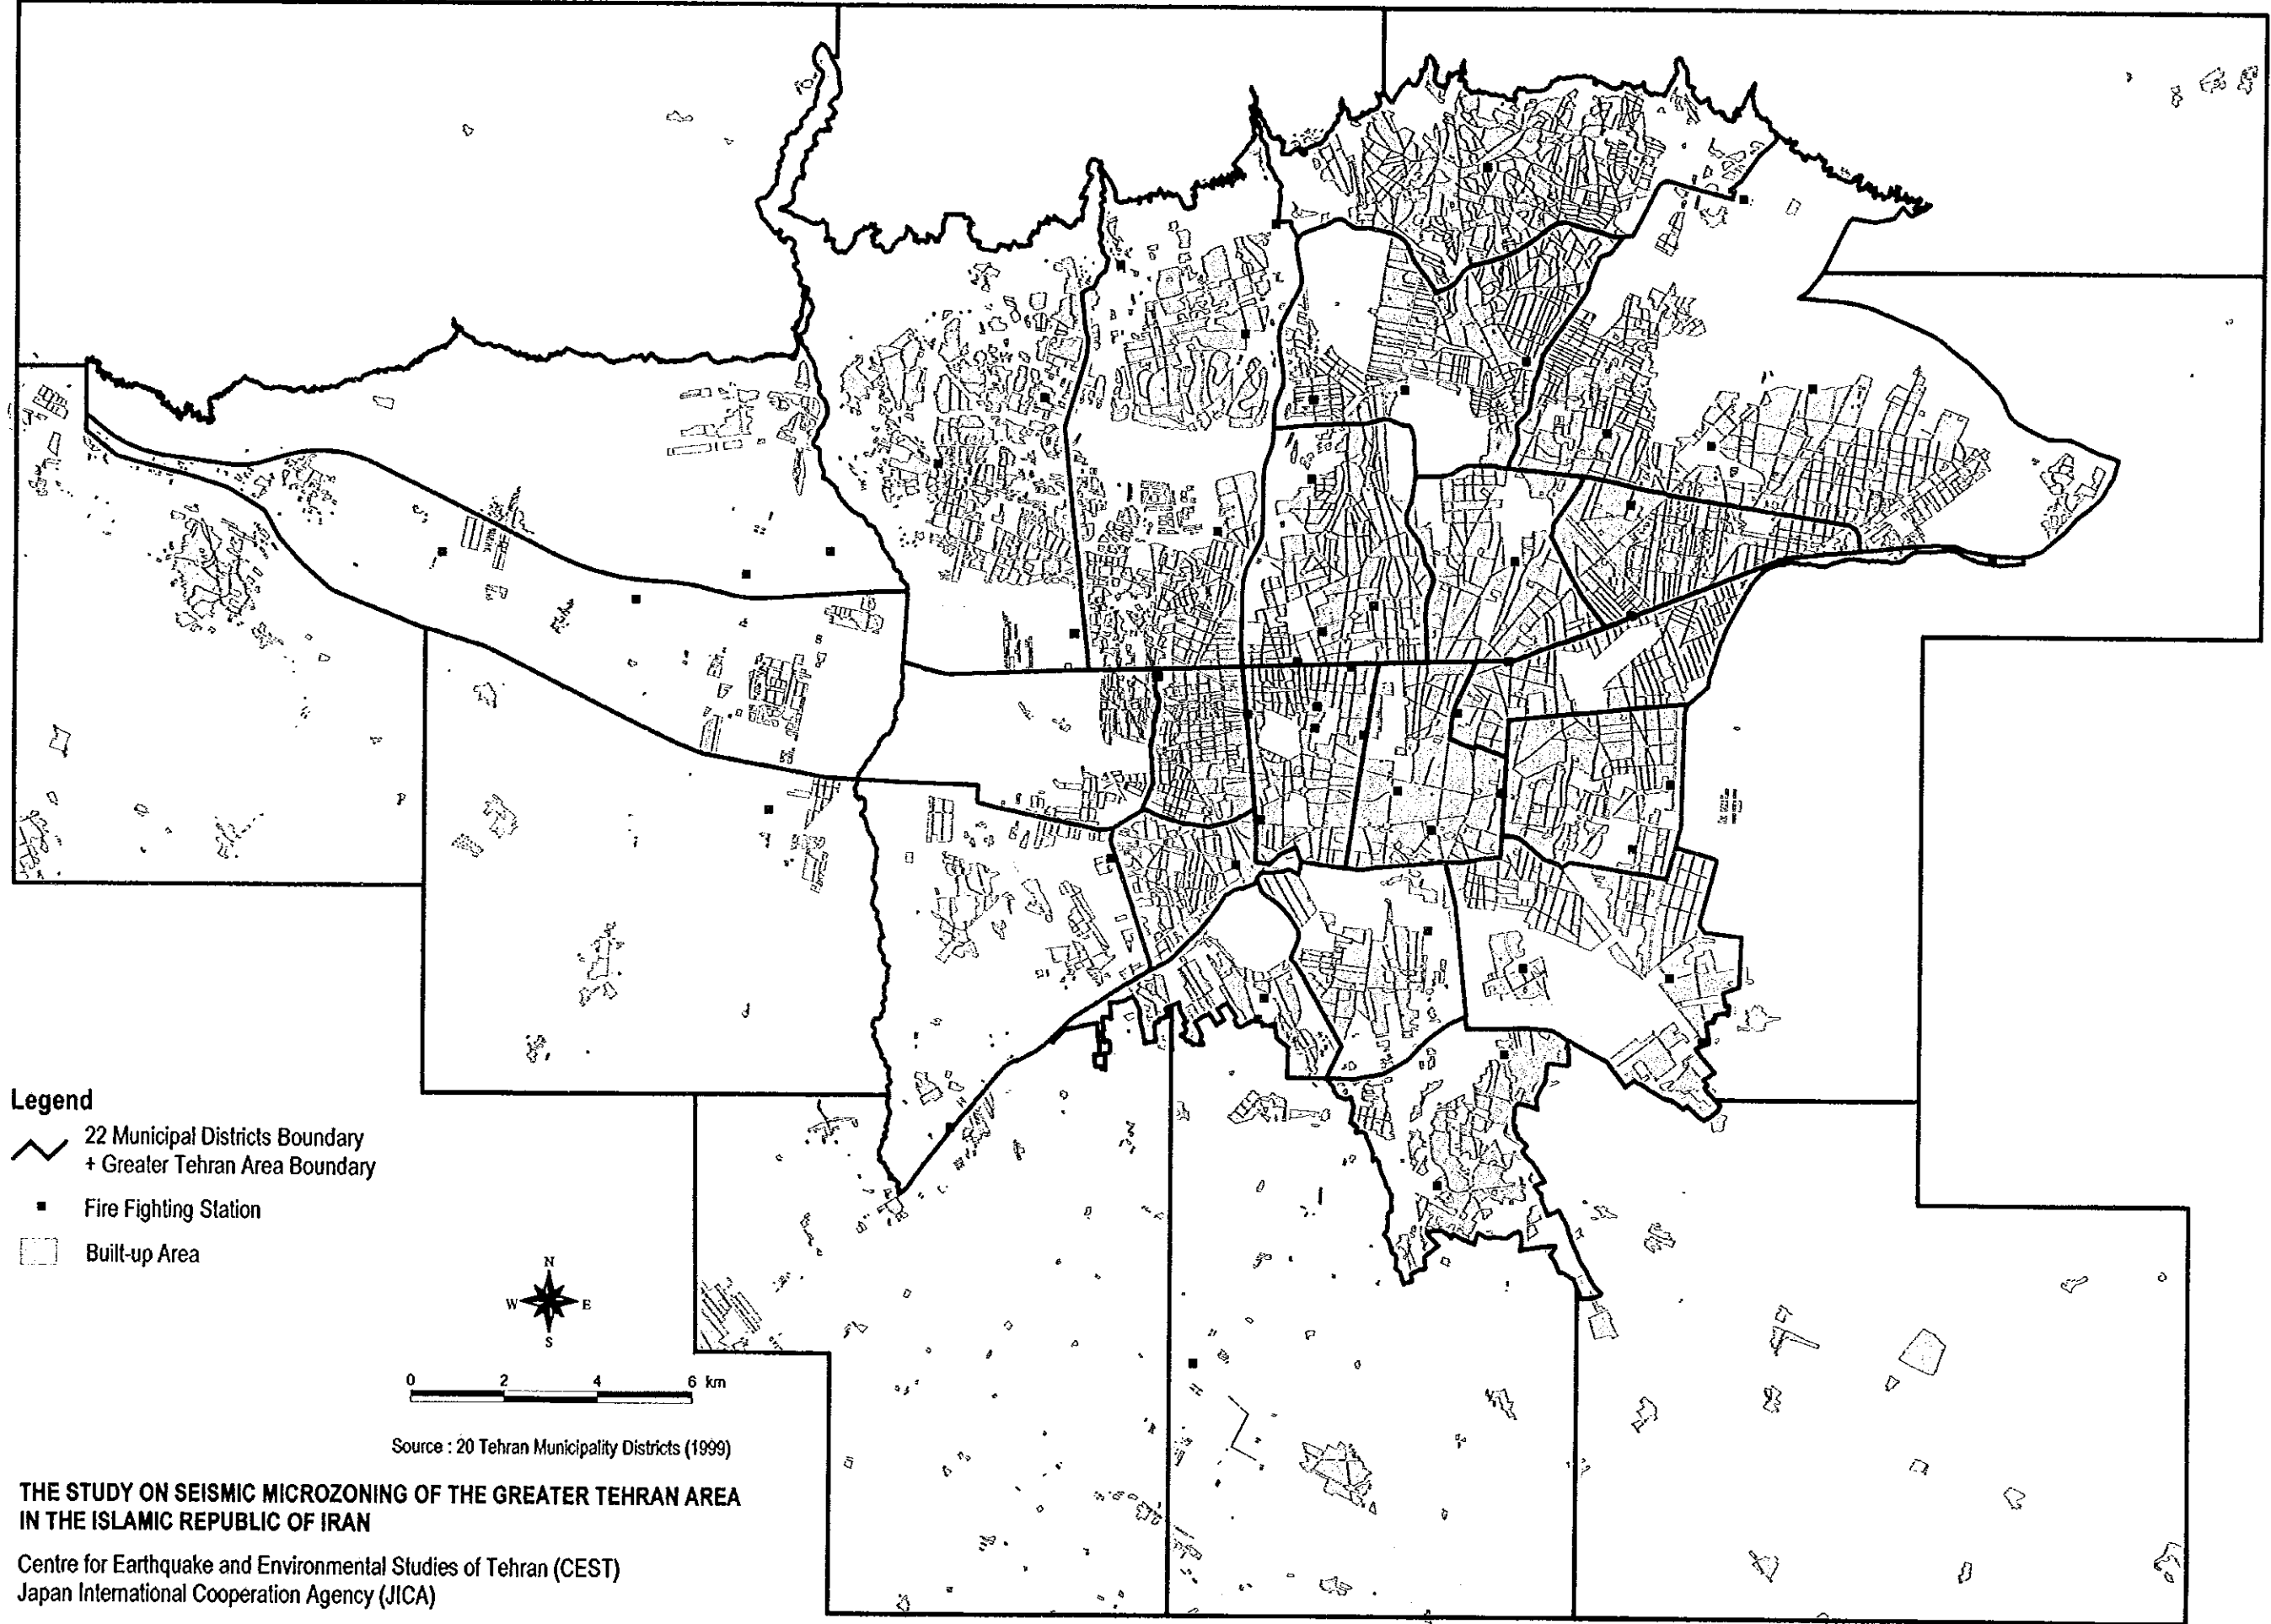 Legend
22 Municipal Districts Boundary
+ Greater Tehran Area Boundary
Fire Fighting Station
Built-up Area
N
W E
S
0 2 4 6 km
Source : 20 Tehran Municipality Districts (1999)
THE STUDY ON SEISMIC MICROZONING OF THE GREATER TEHRAN AREA
IN THE ISLAMIC REPUBLIC OF IRAN
Centre for Earthquake and Environmental Studies of Tehran (CEST)
Japan International Cooperation Agency (JICA)